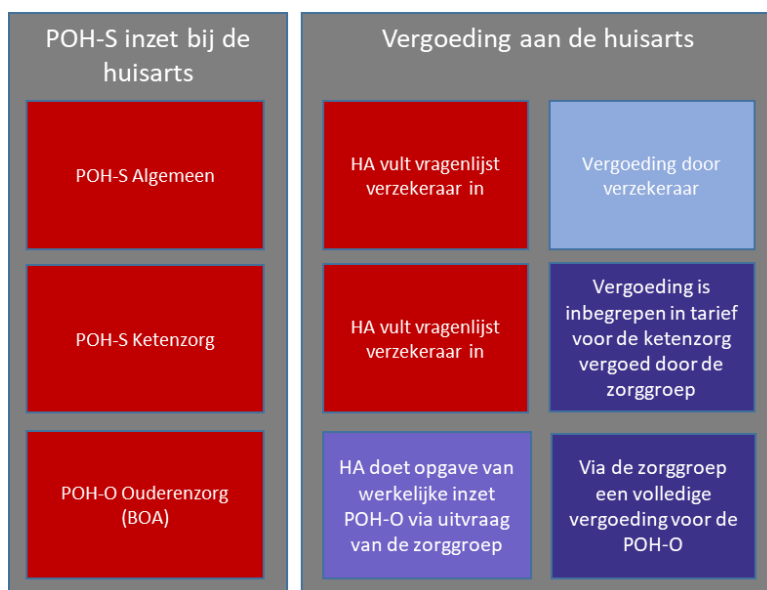 POH-S inzet bij de
huisarts
Vergoeding aan de huisarts
POH-S Algemeen
HA vult vragenlijst
verzekeraar in
Vergoeding door
verzekeraar
POH-S Ketenzorg
HA vult vragenlijst
verzekeraar in
Vergoeding is
inbegrepen in tarief
voor de ketenzorg
vergoed door de
zorggroep
POH-O Ouderenzorg
(BOA)
HA doet opgave van
werkelijke inzet
POH-O via uitvraag
van de zorggroep
Via de zorggroep
een volledige
vergoeding voor de
POH-O